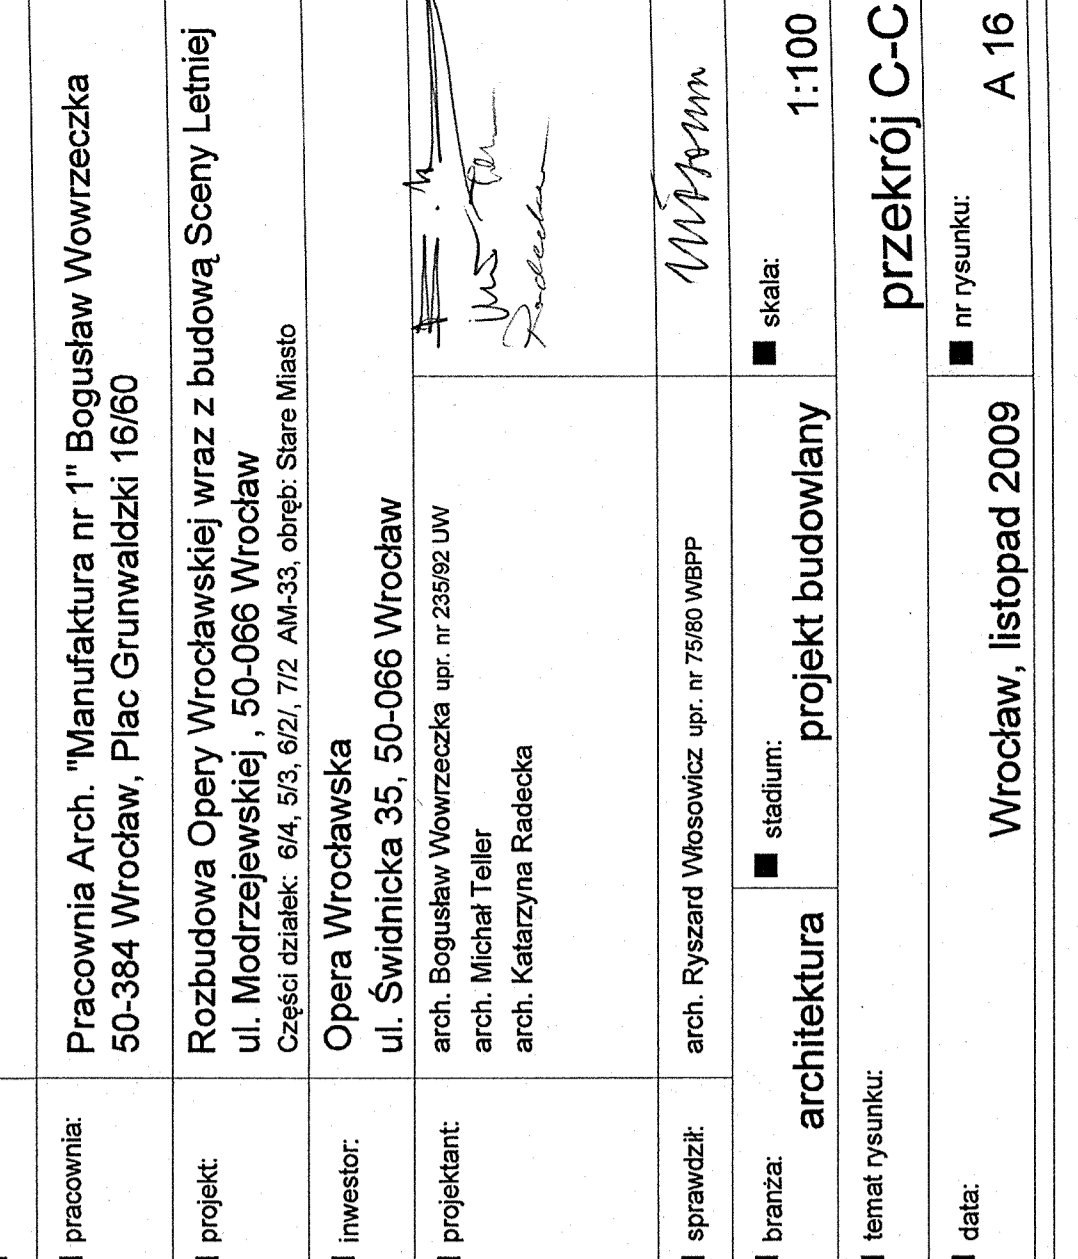 pracownia:
Pracownia Arch. "Manufaktura nr 1" Bogusław Wowrzeczka
50-384 Wrocław, Plac Grunwaldzki 16/60
projekt:
Rozbudowa Opery Wrocławskiej wraz z budową Sceny Letniej
ul. Modrzejewskiej , 50-066 Wrocław
Części działek: 6/4, 5/3, 6/2/, 7/2 AM-33, obręb: Stare Miasto
inwestor:
Opera Wrocławska
ul. Świdnicka 35, 50-066 Wrocław
projektant:
arch. Bogusław Wowrzeczka upr. nr 235/92 UW
arch. Michał Teller
arch. Katarzyna Radecka
Radecka
sprawdził:
arch. Ryszard Włosowicz upr. nr 75/80 WBPP
branża:
architektura
stadium:
projekt budowlany
skala:
1:100
temat rysunku:
przekrój C-C
data:
Wrocław, listopad 2009
nr rysunku:
A 16